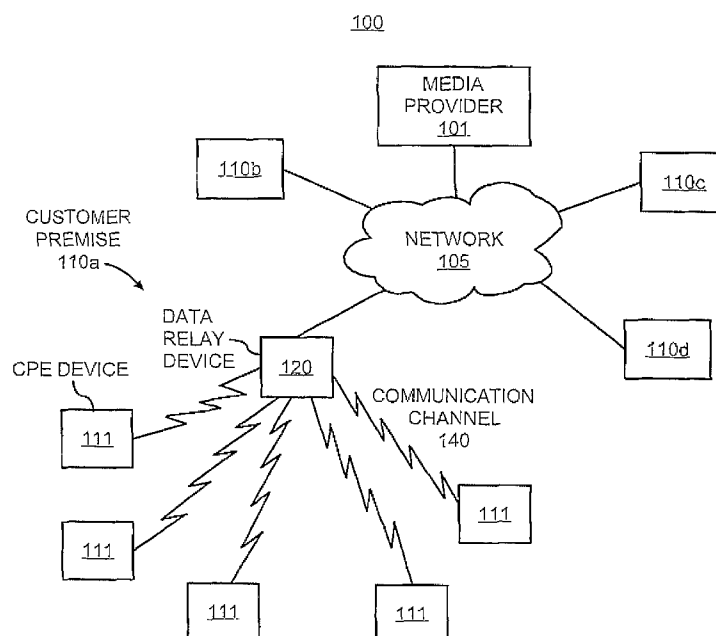 100
MEDIA
PROVIDER
101
110b
110c
CUSTOMER
PREMISE
110a
NETWORK
105
DATA
RELAY
DEVICE
120
110d
CPE DEVICE
111
COMMUNICATION
CHANNEL
140
111
111
111
111